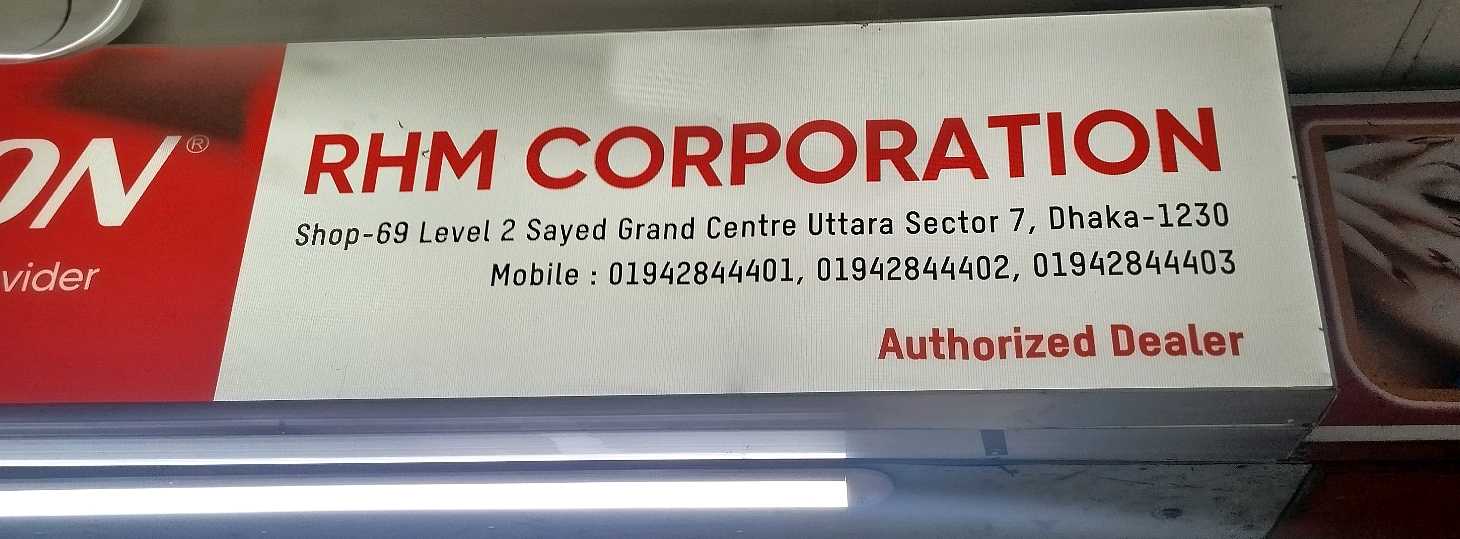 ON®
vider
RHM CORPORATION
Shop-69 Level 2 Sayed Grand Centre Uttara Sector 7, Dhaka-1230
Mobile : 01942844401, 01942844402, 01942844403
Authorized Dealer